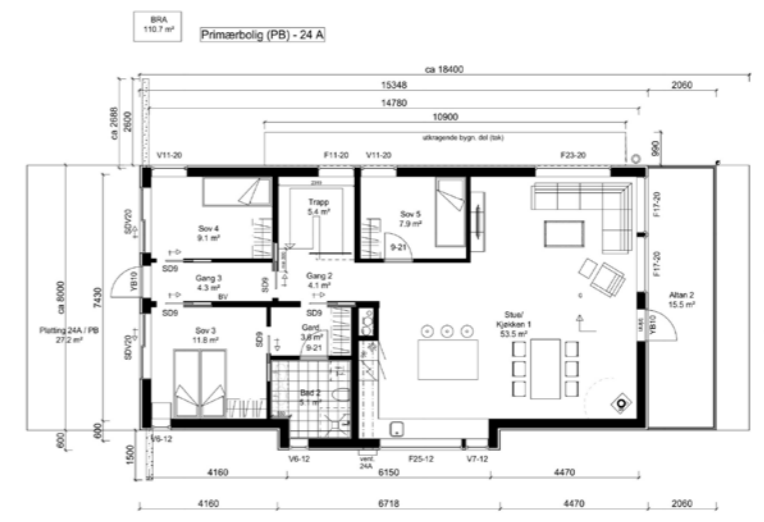 BRA
110.7 m²
Primærbolig (PB) - 24 A
ca 18400
15348
2060
14780
10900
utkragende bygn. del (tak)
ca 2688
2600
990
V11-20
F11-20
V11-20
F23-20
Trapp
5.4 m²
Sov 4
9.1 m²
Sov 5
7.9 m²
9-21
SDV20
F17-20
F17-20
SD9
Gang 3
4.3 m²
BV
SD9
Gang 2
4.1 m²
YB10
SD9
SD9
Altan 2
15.5 m²
ca 8000
7430
Platting 24A / PB
27.2 m²
Stue/
Kjøkken 1
53.5 m²
YB10
Sov 3
11.8 m²
SD9
Gard.
9-21
SDV20
Bad 2
5.1 m²
V6-12
V6-12
vent.
24A
F25-12
V7-12
600
600
1500
4160
6150
4470
4160
6718
4470
2060